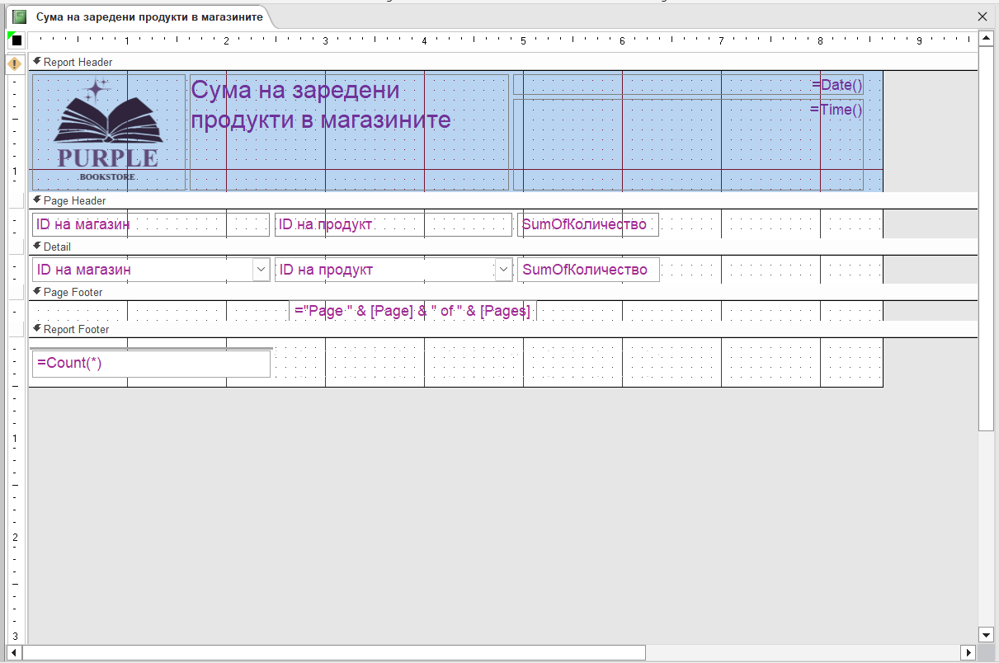 Сума на заредени продукти в магазините
1 2 3 4 5 6 7 8 9
Report Header
Сума на заредени
продукти в магазините
=Date()
=Time()
PURPLE
BOOKSTORE
1
Page Header
ID на магазин ID на продукт SumOfКоличество
Detail
ID на магазин ID на продукт SumOfКоличество
Page Footer
="Page " & [Page] & " of " & [Pages]
Report Footer
=Count(*)
1
2
3